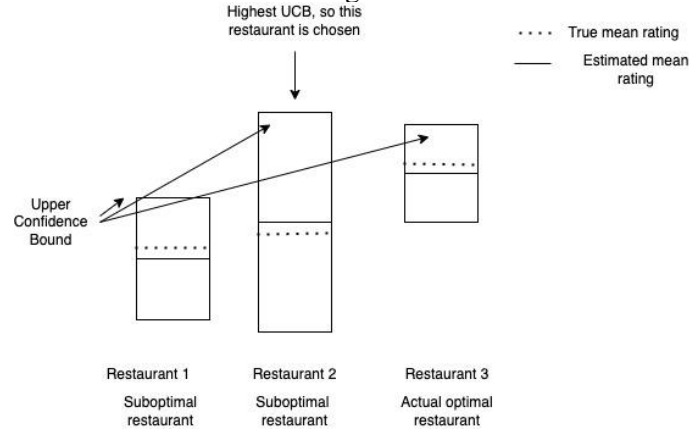 Highest UCB, so this
restaurant is chosen
True mean rating
Estimated mean
rating
Upper
Confidence
Bound
Restaurant 1
Restaurant 2
Restaurant 3
Suboptimal
restaurant
Suboptimal
restaurant
Actual optimal
restaurant